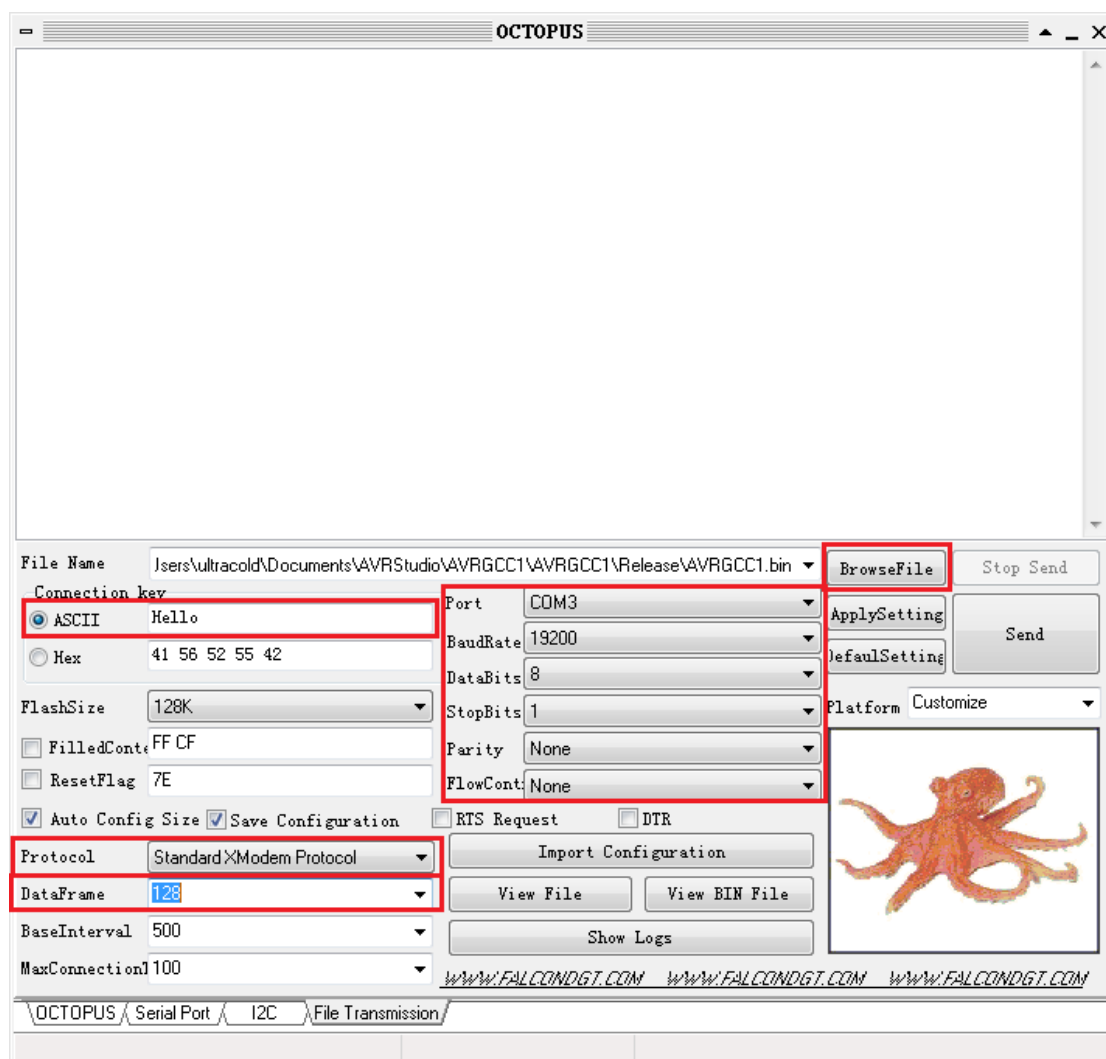 OCTOPUS
File Name Jsers\ultracold\Documents\AVRStudio\AVRGCC1\AVRGCC1\Release\AVRGCC1.bin BrowseFile Stop Send
Connection key
ASCII Hello
Hex 41 56 52 55 42
Port COM3
BaudRate 19200
DataBits 8
StopBits 1
Parity None
FlowCont: None
ApplySetting
DefaulSetting
Send
Platform Customize
FlashSize 128K
FilledConte FF CF
ResetFlag 7E
Auto Config Size Save Configuration RTS Request DTR
Protocol Standard XModem Protocol
DataFrame 128
BaseInterval 500
MaxConnectionT 100
Import Configuration
View File View BIN File
Show Logs
WWW.FALCONDGT.COM WWW.FALCONDGT.COM WWW.FALCONDGT.COM
OCTOPUS Serial Port I2C File Transmission